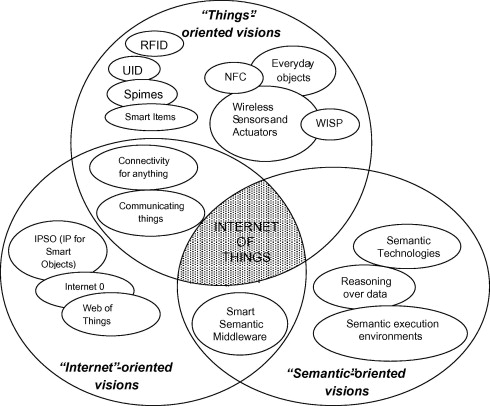 “Things”-
oriented visions
RFID
UID
Spimes
Smart Items
NFC
Everyday
objects
Wireless
Sensors and
Actuators
WISP
Connectivity
for anything
Communicating
things
INTERNET
OF
THINGS
IPSO (IP for
Smart
Objects)
Internet 0
Web of
Things
Smart
Semantic
Middleware
Semantic
Technologies
Reasoning
over data
Semantic execution
environments
“Internet”-oriented
visions
“Semantic”-oriented
visions